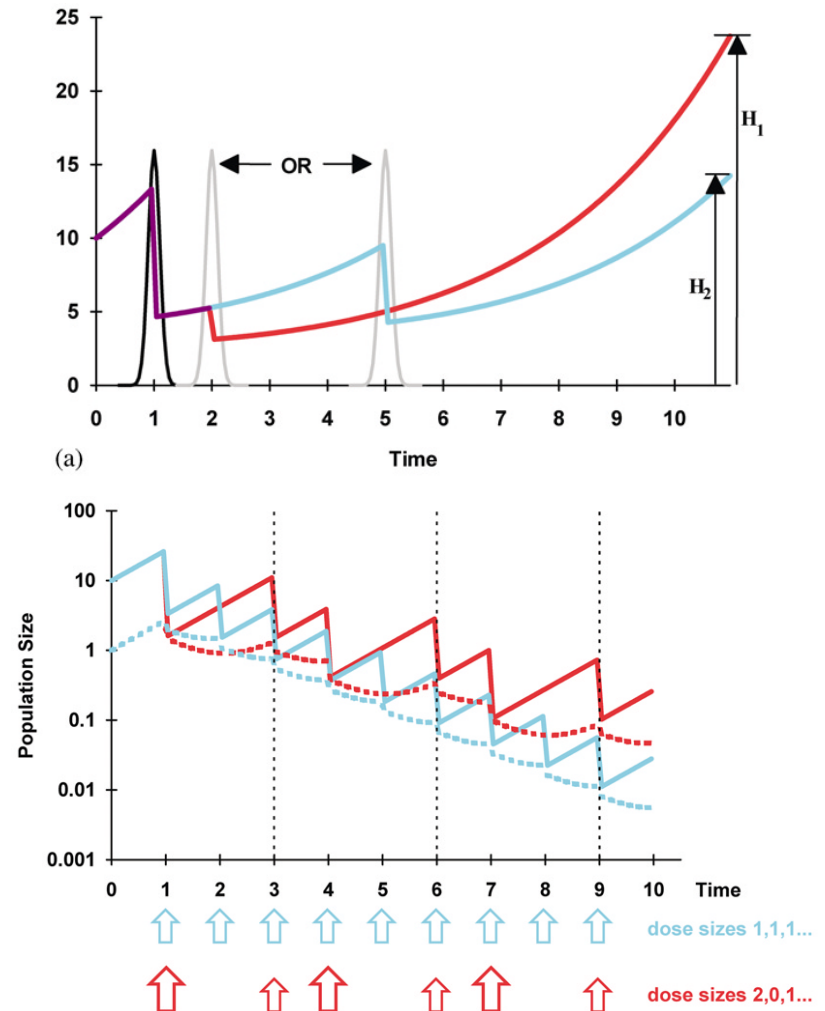 25
20
15
10
5
0
OR
H1
H2
0 1 2 3 4 5 6 7 8 9 10
(a)
Time
100
10
1
0.1
0.01
0.001
Population Size
0 1 2 3 4 5 6 7 8 9 10 Time
dose sizes 1,1,1...
dose sizes 2,0,1...